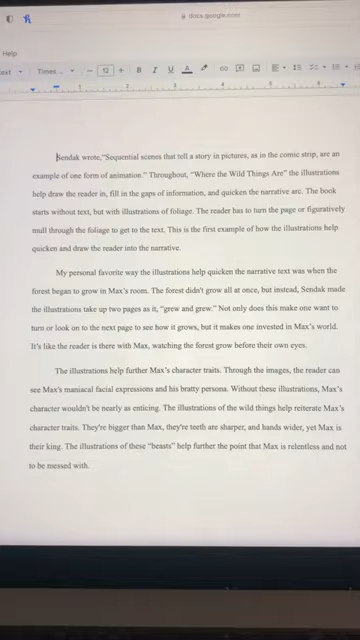 docs.google.com
Help
ext
Times...
12
B I U A
1 2 3 4 5 6
Sendak wrote,"Sequential scenes that tell a story in pictures, as in the comic strip, are an
example of one form of animation." Throughout, "Where the Wild Things Are" the illustrations
help draw the reader in, fill in the gaps of information, and quicken the narrative arc. The book
starts without text, but with illustrations of foliage. The reader has to turn the page or figuratively
mull through the foliage to get to the text. This is the first example of how the illustrations help
quicken and draw the reader into the narrative.
My personal favorite way the illustrations help quicken the narrative text was when the
forest began to grow in Max's room. The forest didn't grow all at once, but instead, Sendak made
the illustrations take up two pages as it, "grew and grew." Not only does this make one want to
turn or look on to the next page to see how it grows, but it makes one invested in Max's world.
It's like the reader is there with Max, watching the forest grow before their own eyes.
The illustrations help further Max's character traits. Through the images, the reader can
see Max's maniacal facial expressions and his bratty persona. Without these illustrations, Max's
character wouldn't be nearly as enticing. The illustrations of the wild things help reiterate Max's
character traits. They're bigger than Max, they're teeth are sharper, and hands wider, yet Max is
their king. The illustrations of these "beasts" help further the point that Max is relentless and not
to be messed with.